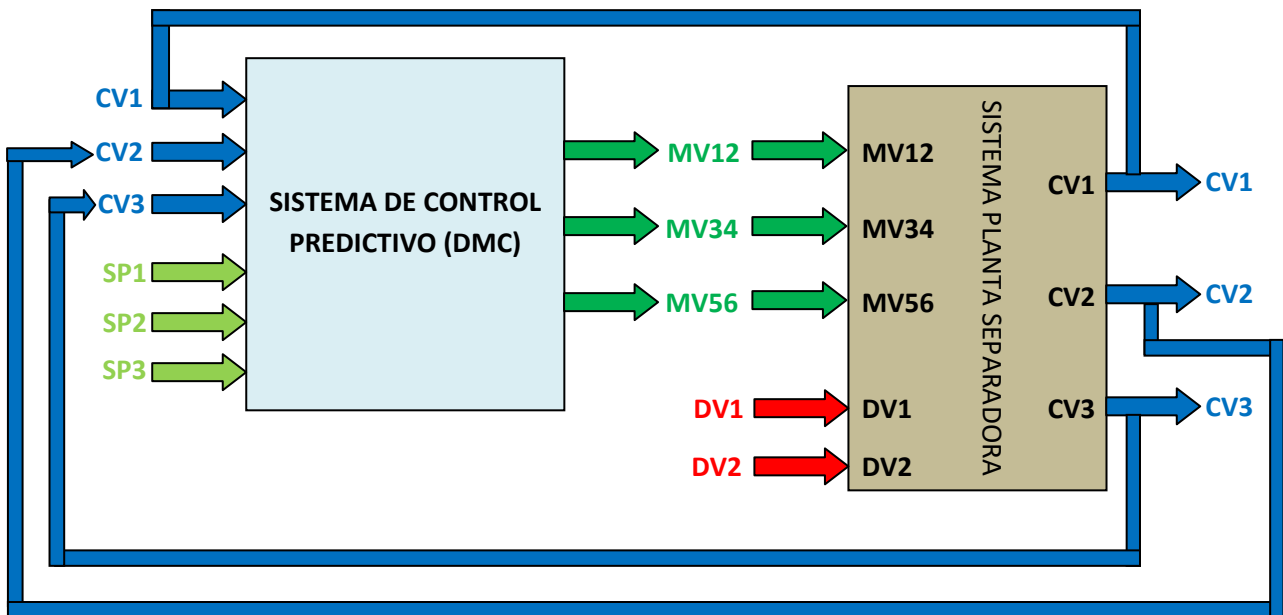 CV1
CV2
CV3
SP1
SP2
SP3
SISTEMA DE CONTROL
PREDICTIVO (DMC)
MV12
MV34
MV56
DV1
DV2
MV12
MV34
MV56
DV1
DV2
SISTEMA PLANTA SEPARADORA
CV1
CV2
CV3
CV1
CV2
CV3